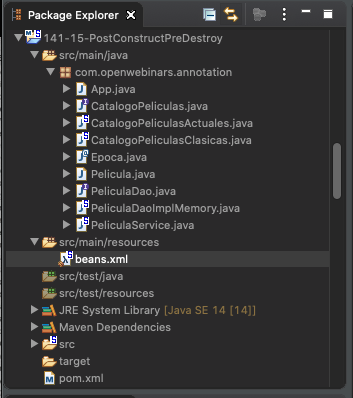 Package Explorer
141-15-PostConstructPreDestroy
src/main/java
com.openwebinars.annotation
App.java
CatalogoPeliculas.java
CatalogoPeliculasActuales.java
CatalogoPeliculasClasicas.java
Epoca.java
Pelicula.java
PeliculaDao.java
PeliculaDaoImplMemory.java
PeliculaService.java
src/main/resources
beans.xml
src/test/java
src/test/resources
JRE System Library [Java SE 14 [14]]
Maven Dependencies
src
target
pom.xml